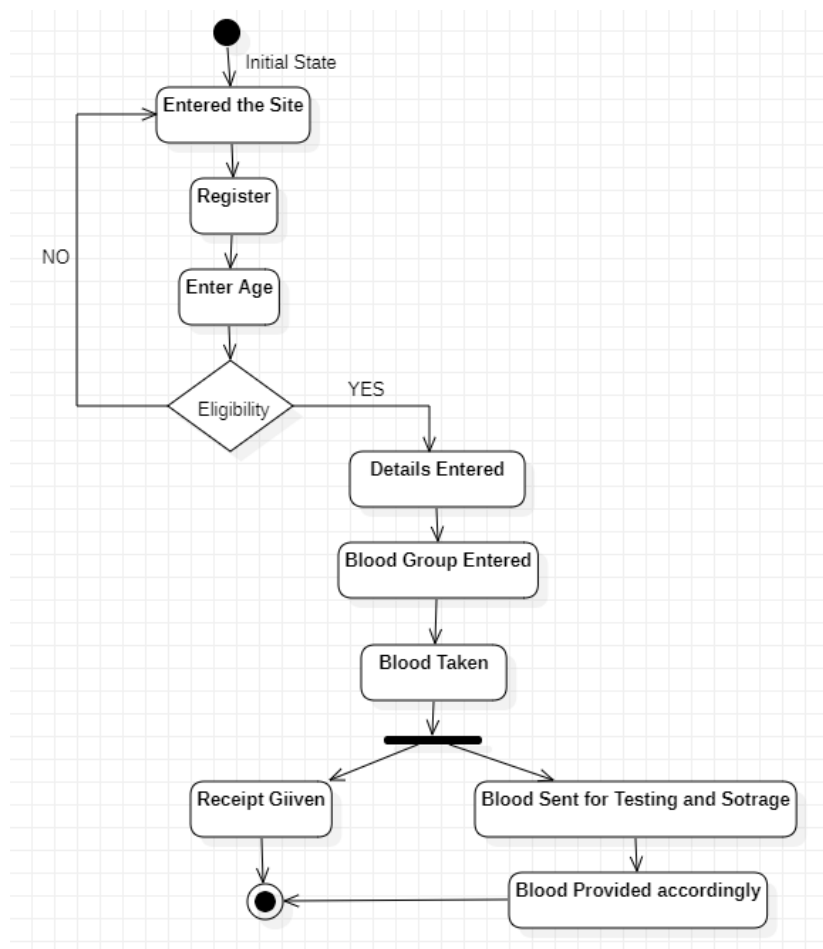 Initial State
Entered the Site
Register
NO
Enter Age
YES
Eligibility
Details Entered
Blood Group Entered
Blood Taken
Receipt Giiven
Blood Sent for Testing and Sotrage
Blood Provided accordingly